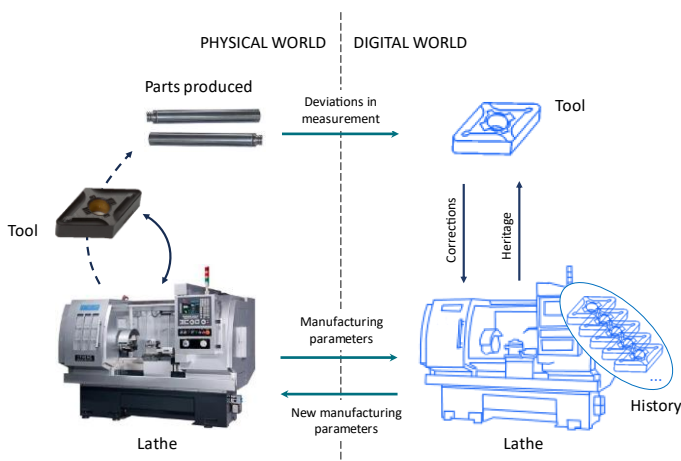 PHYSICAL WORLD
DIGITAL WORLD
Parts produced
Deviations in
measurement
Tool
Tool
Corrections
Heritage
Manufacturing
parameters
...
New manufacturing
parameters
History
Lathe
Lathe